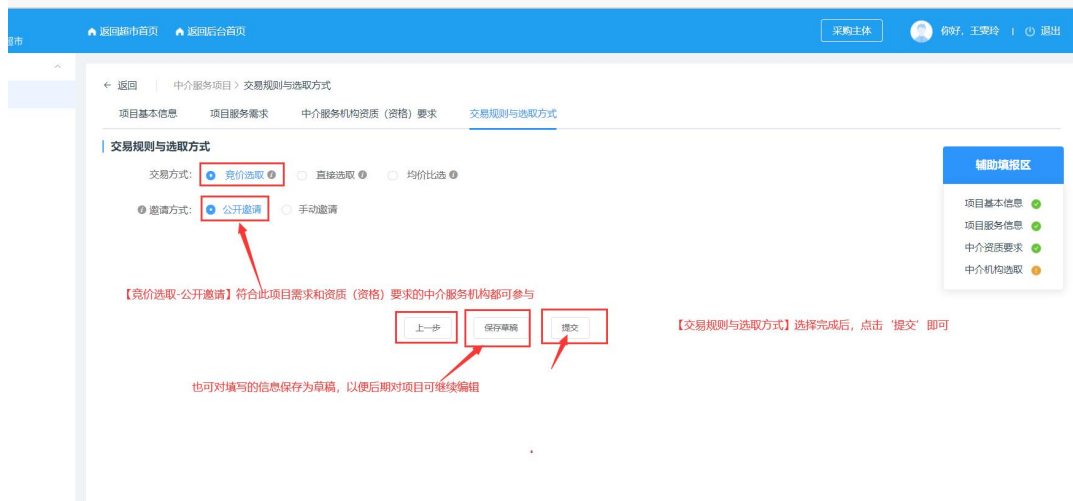 返回超市首页 返回后台首页 采购主体 你好，王雯玲 退出
超市
← 返回 中介服务项目 > 交易规则与选取方式
项目基本信息 项目服务需求 中介服务机构资质（资格）要求 交易规则与选取方式
交易规则与选取方式
交易方式: 竞价选取 直接选取 均价比选
邀请方式: 公开邀请 手动邀请
辅助填报区
项目基本信息
项目服务信息
中介资质要求
中介机构选取
【竞价选取-公开邀请】符合此项目需求和资质（资格）要求的中介服务机构都可参与
上一步 保存草稿 提交
【交易规则与选取方式】选择完成后，点击‘提交’即可
也可对填写的信息保存为草稿，以便后期对项目可继续编辑